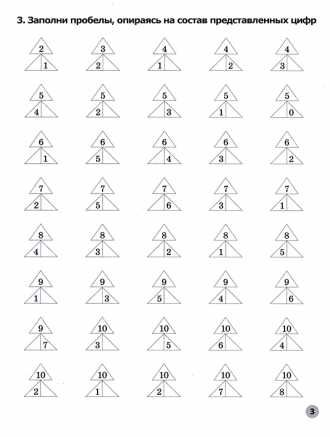 3. Заполни пробелы, опираясь на состав представленных цифр
2 3 4 4 4
1 2 1 2 3
5 5 5 5 5
4 2 3 1 0
6 6 6 6 6
1 5 4 3 2
7 7 7 7 7
2 5 6 3 1
8 8 8 8 8
4 3 2 1 5
9 9 9 9 9
1 3 5 4 6
9 10 10 10 10
7 3 5 6 4
10 10 10 10 10
2 1 2 7 8
3